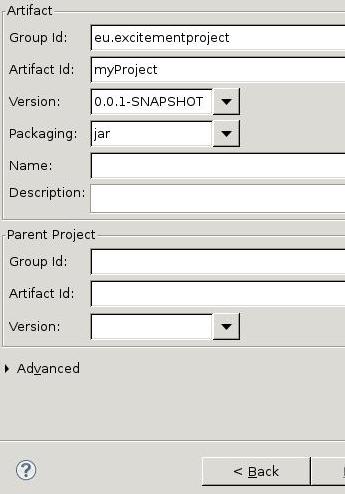 Artifact
Group Id: eu.excitementproject
Artifact Id: myProject
Version: 0.0.1-SNAPSHOT
Packaging: jar
Name:
Description:
Parent Project
Group Id:
Artifact Id:
Version:
Advanced
? < Back